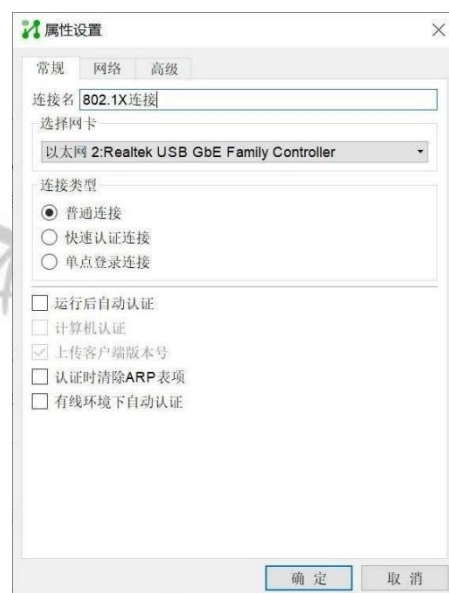 属性设置
常规 网络 高级
连接名 802.1X连接
选择网卡
以太网 2:Realtek USB GbE Family Controller
连接类型
普通连接
快速认证连接
单点登录连接
运行后自动认证
计算机认证
上传客户端版本号
认证时清除ARP表项
有线环境下自动认证
确定 取消